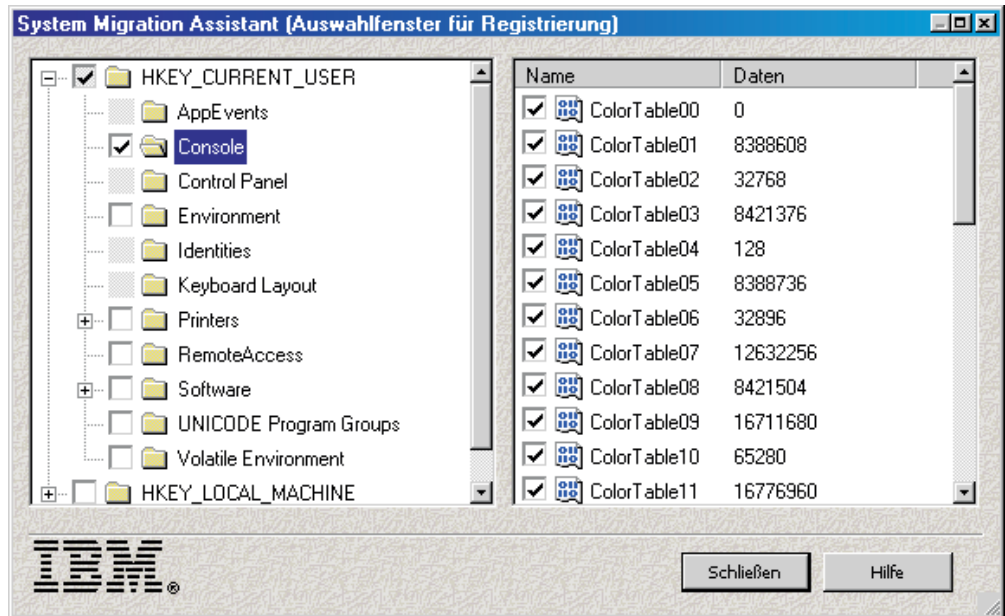 System Migration Assistant (Auswahlfenster für Registrierung)
HKEY_CURRENT_USER
AppEvents
Console
Control Panel
Environment
Identities
Keyboard Layout
Printers
RemoteAccess
Software
UNICODE Program Groups
Volatile Environment
HKEY_LOCAL_MACHINE
Name Daten
ColorTable00 0
ColorTable01 8388608
ColorTable02 32768
ColorTable03 8421376
ColorTable04 128
ColorTable05 8388736
ColorTable06 32896
ColorTable07 12632256
ColorTable08 8421504
ColorTable09 16711680
ColorTable10 65280
ColorTable11 16776960
IBM®
Schließen Hilfe